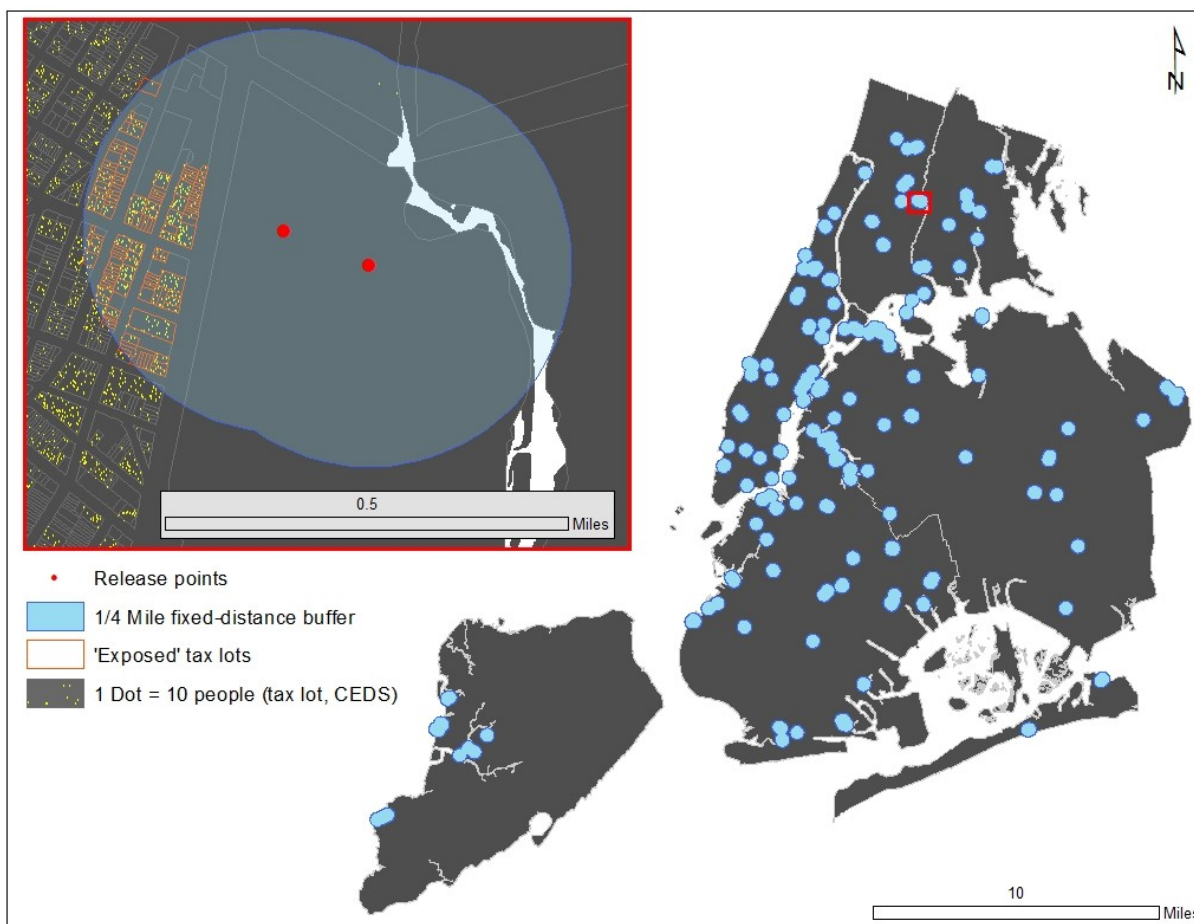 N
0.5
Miles
Release points
1/4 Mile fixed-distance buffer
'Exposed' tax lots
1 Dot = 10 people (tax lot, CEDS)
10
Miles